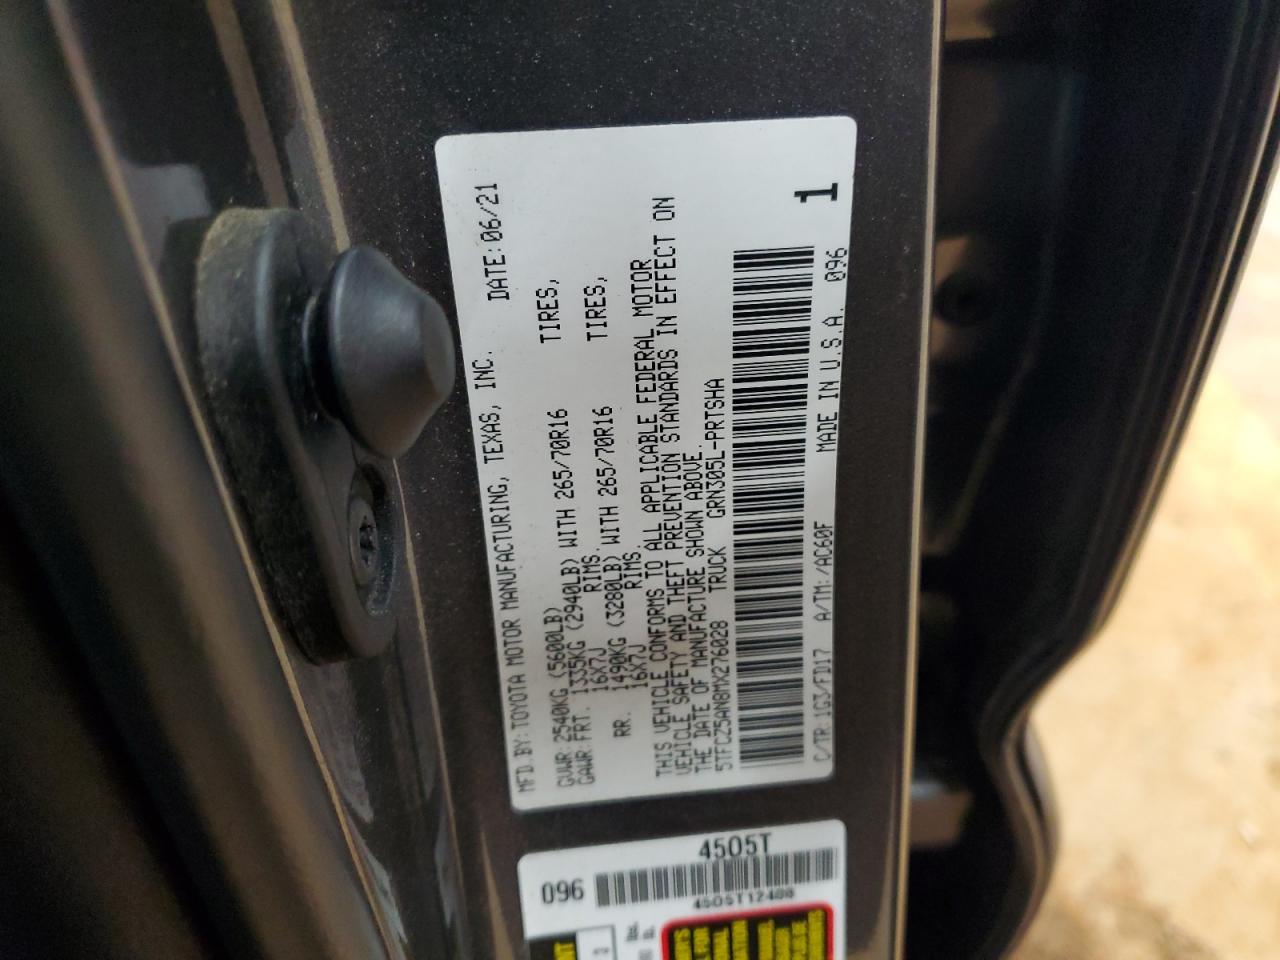 MFD.BY: TOYOTA MOTOR MANUFACTURING, TEXAS, INC. DATE: 06/21
GVWR: 2540KG (5600LB)
GAWR: FRT. 1335KG (2940LB) WITH 265/70R16 TIRES,
16X7J RIMS.
RR. 1490KG (3280LB) WITH 265/70R16 TIRES,
16X7J RIMS.
THIS VEHICLE CONFORMS TO ALL APPLICABLE FEDERAL MOTOR
VEHICLE SAFETY AND THEFT PREVENTION STANDARDS IN EFFECT ON
THE DATE OF MANUFACTURE SHOWN ABOVE.
5TFCZ5AN8MX276028 TRUCK GRN305L-PRTSHA
1
C/TR: 1G3/FD17 A/TM: /AC60F MADE IN U.S.A. 096
4505T
096
4505T12408